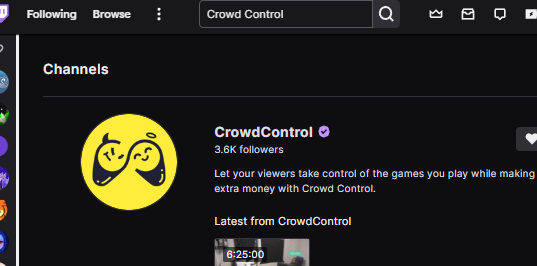 Following Browse Crowd Control
Channels
CrowdControl
3.6K followers
Let your viewers take control of the games you play while making
extra money with Crowd Control.
Latest from CrowdControl
6:25:00